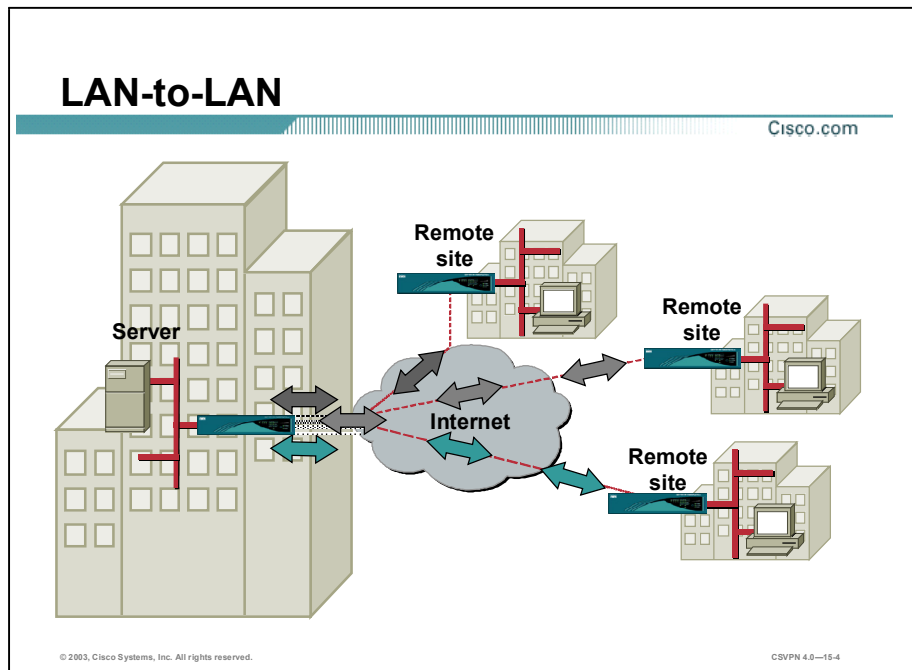 LAN-to-LAN
Cisco.com
Remote
site
Remote
site
Server
Internet
Remote
site
© 2003, Cisco Systems, Inc. All rights reserved.
CSVPN 4.0—15-4